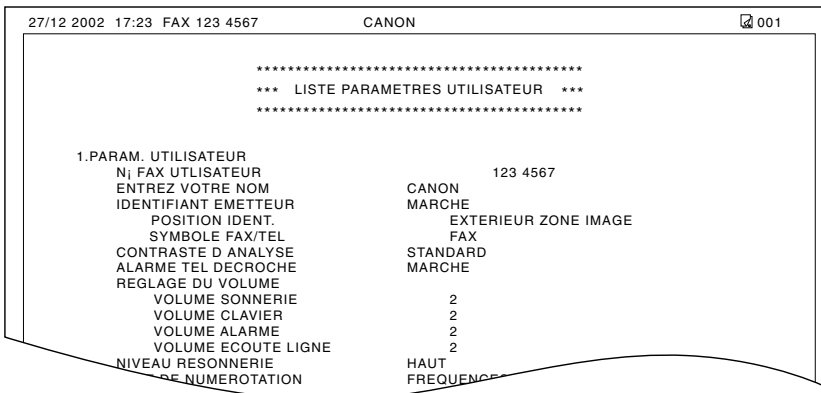 27/12 2002 17:23 FAX 123 4567 CANON 001
******************************************
*** LISTE PARAMETRES UTILISATEUR ***
******************************************
1.PARAM. UTILISATEUR
N¡ FAX UTLISATEUR 123 4567
ENTREZ VOTRE NOM CANON
IDENTIFIANT EMETTEUR MARCHE
POSITION IDENT. EXTERIEUR ZONE IMAGE
SYMBOLE FAX/TEL FAX
CONTRASTE D ANALYSE STANDARD
ALARME TEL DECROCHE MARCHE
REGLAGE DU VOLUME
VOLUME SONNERIE 2
VOLUME CLAVIER 2
VOLUME ALARME 2
VOLUME ECOUTE LIGNE 2
NIVEAU RESONNERIE HAUT
DE NUMEROTATION FREQUENCES